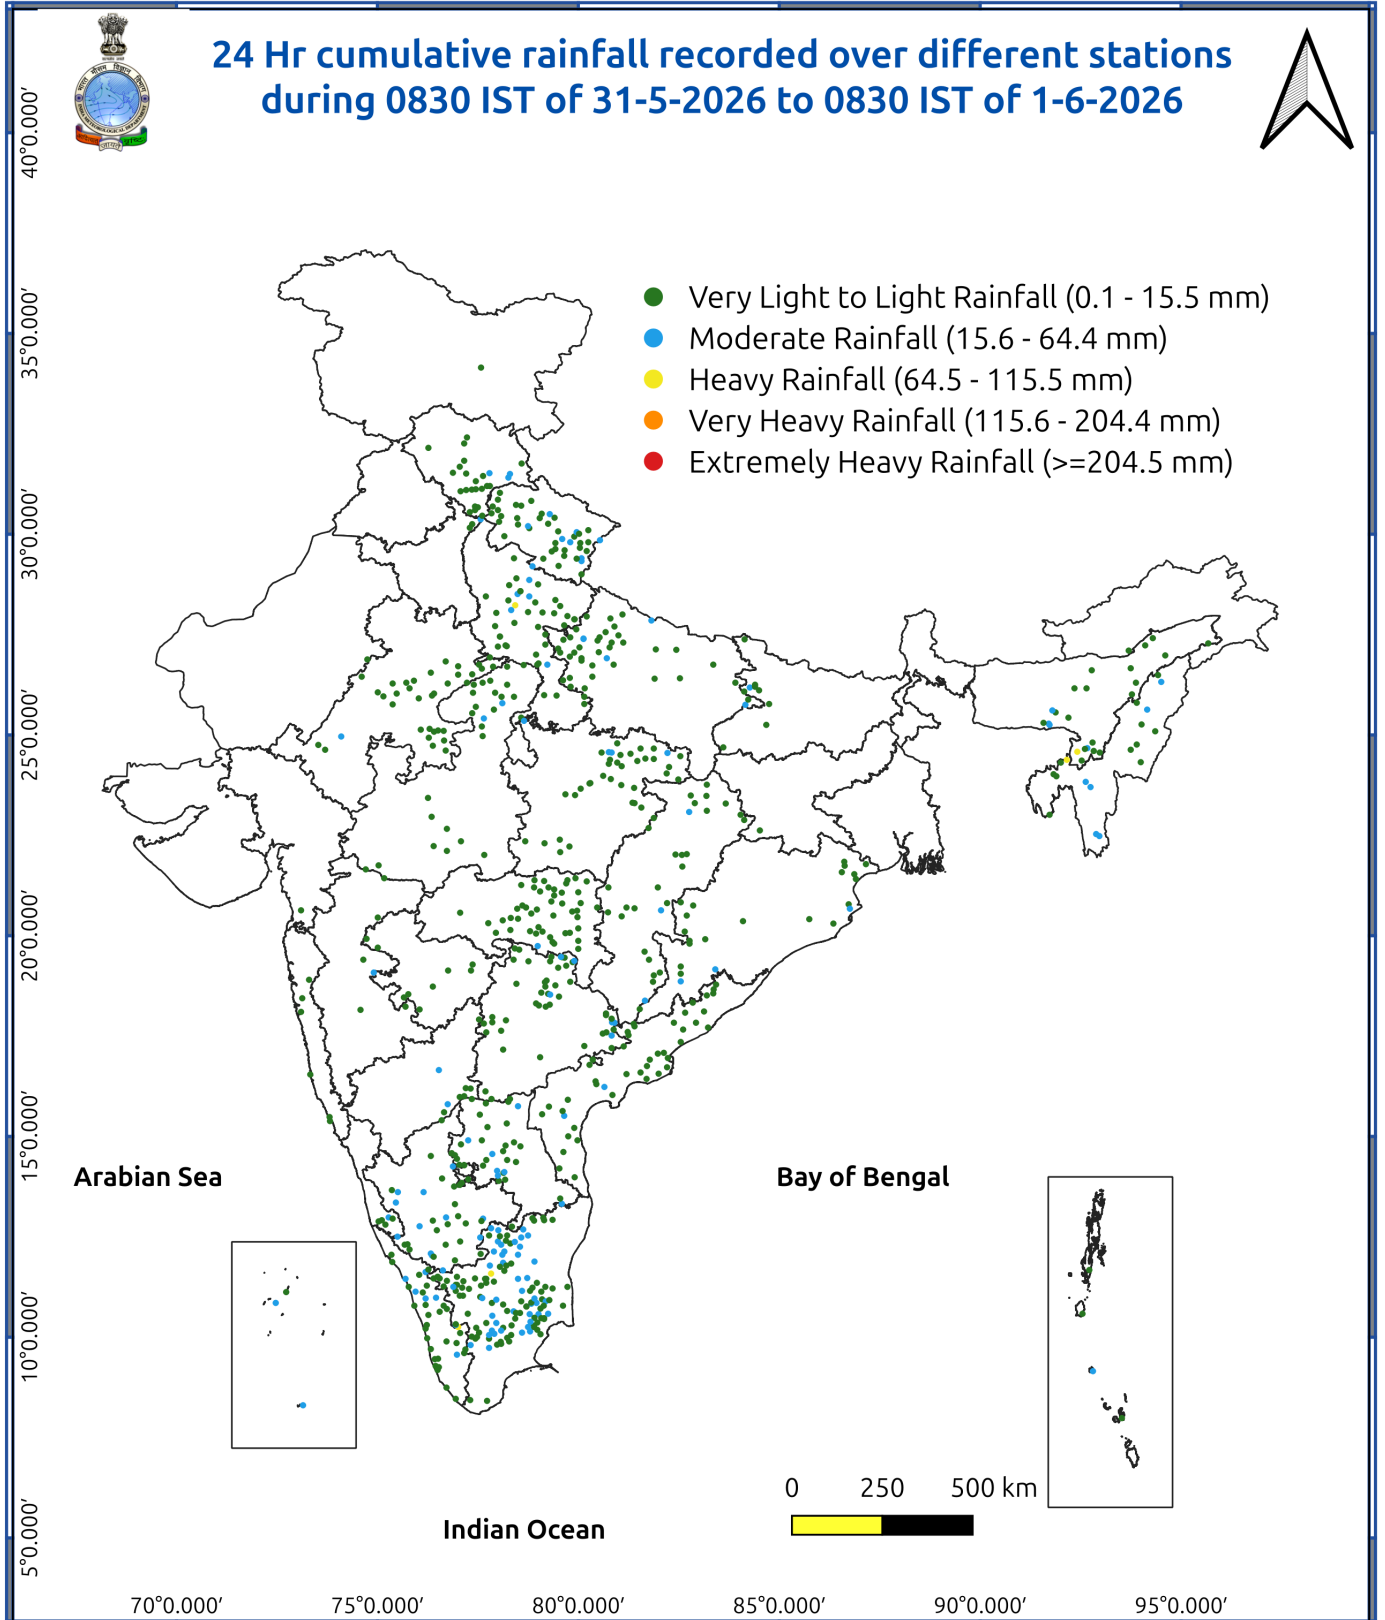 24 Hr cumulative rainfall recorded over different stations
during 0830 IST of 31-5-2026 to 0830 IST of 1-6-2026
Very Light to Light Rainfall (0.1 - 15.5 mm)
Moderate Rainfall (15.6 - 64.4 mm)
Heavy Rainfall (64.5 - 115.5 mm)
Very Heavy Rainfall (115.6 - 204.4 mm)
Extremely Heavy Rainfall (>=204.5 mm)
40°0.000′
35°0.000′
30°0.000′
25°0.000′
20°0.000′
15°0.000′
10°0.000′
5°0.000′
Arabian Sea
Bay of Bengal
Indian Ocean
0 250 500 km
70°0.000′ 75°0.000′ 80°0.000′ 85°0.000′ 90°0.000′ 95°0.000′